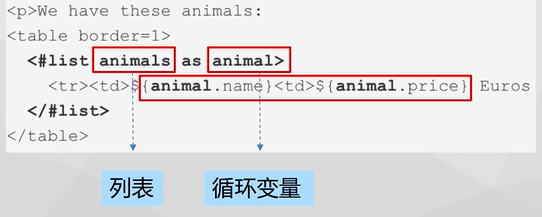 <p>We have these animals:
<table border=1>
<#list animals as animal>
<tr><td>${animal.name}<td>${animal.price} Euros
</#list>
</table>
列表 循环变量